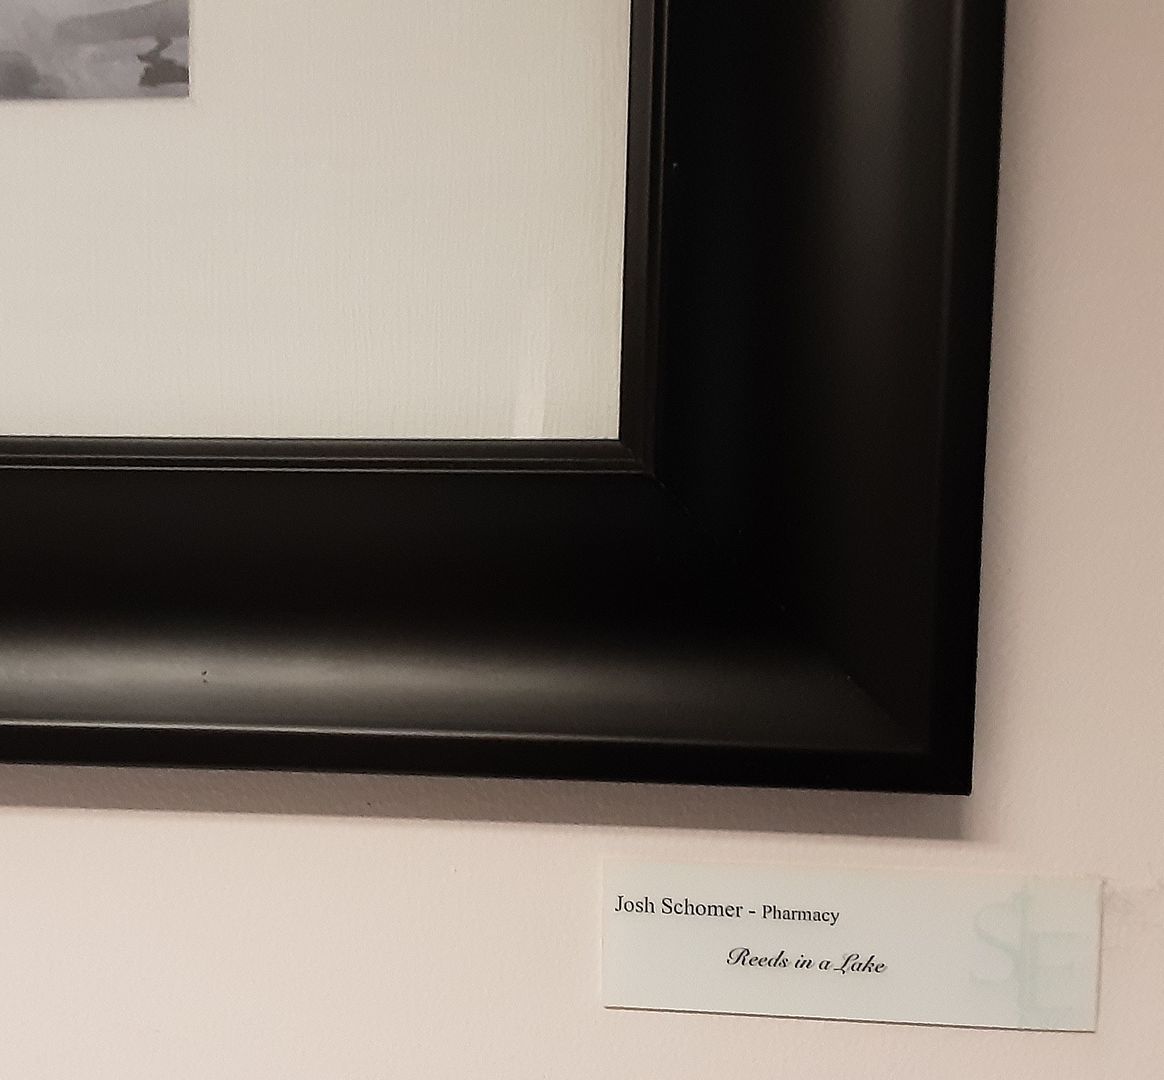 Josh Schomer - Pharmacy
Reeds in a Lake